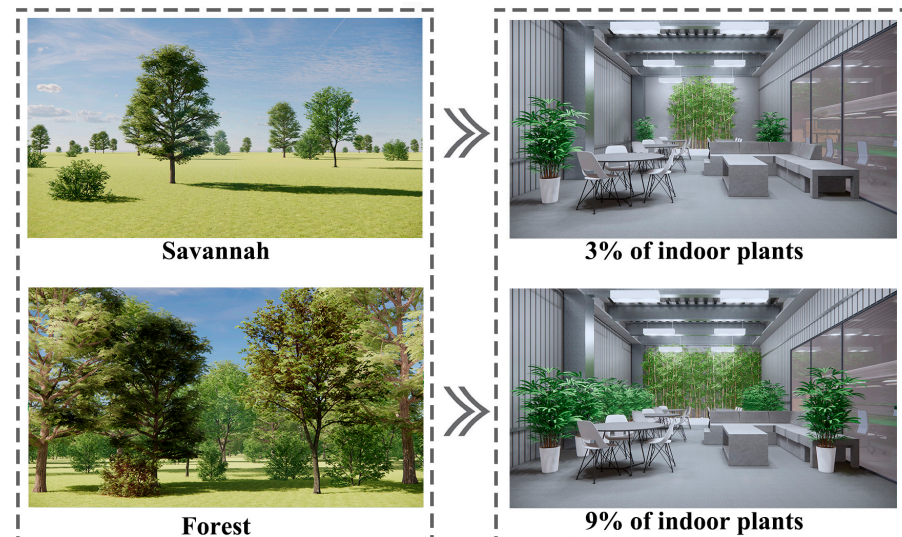 Savannah
3% of indoor plants
Forest
9% of indoor plants